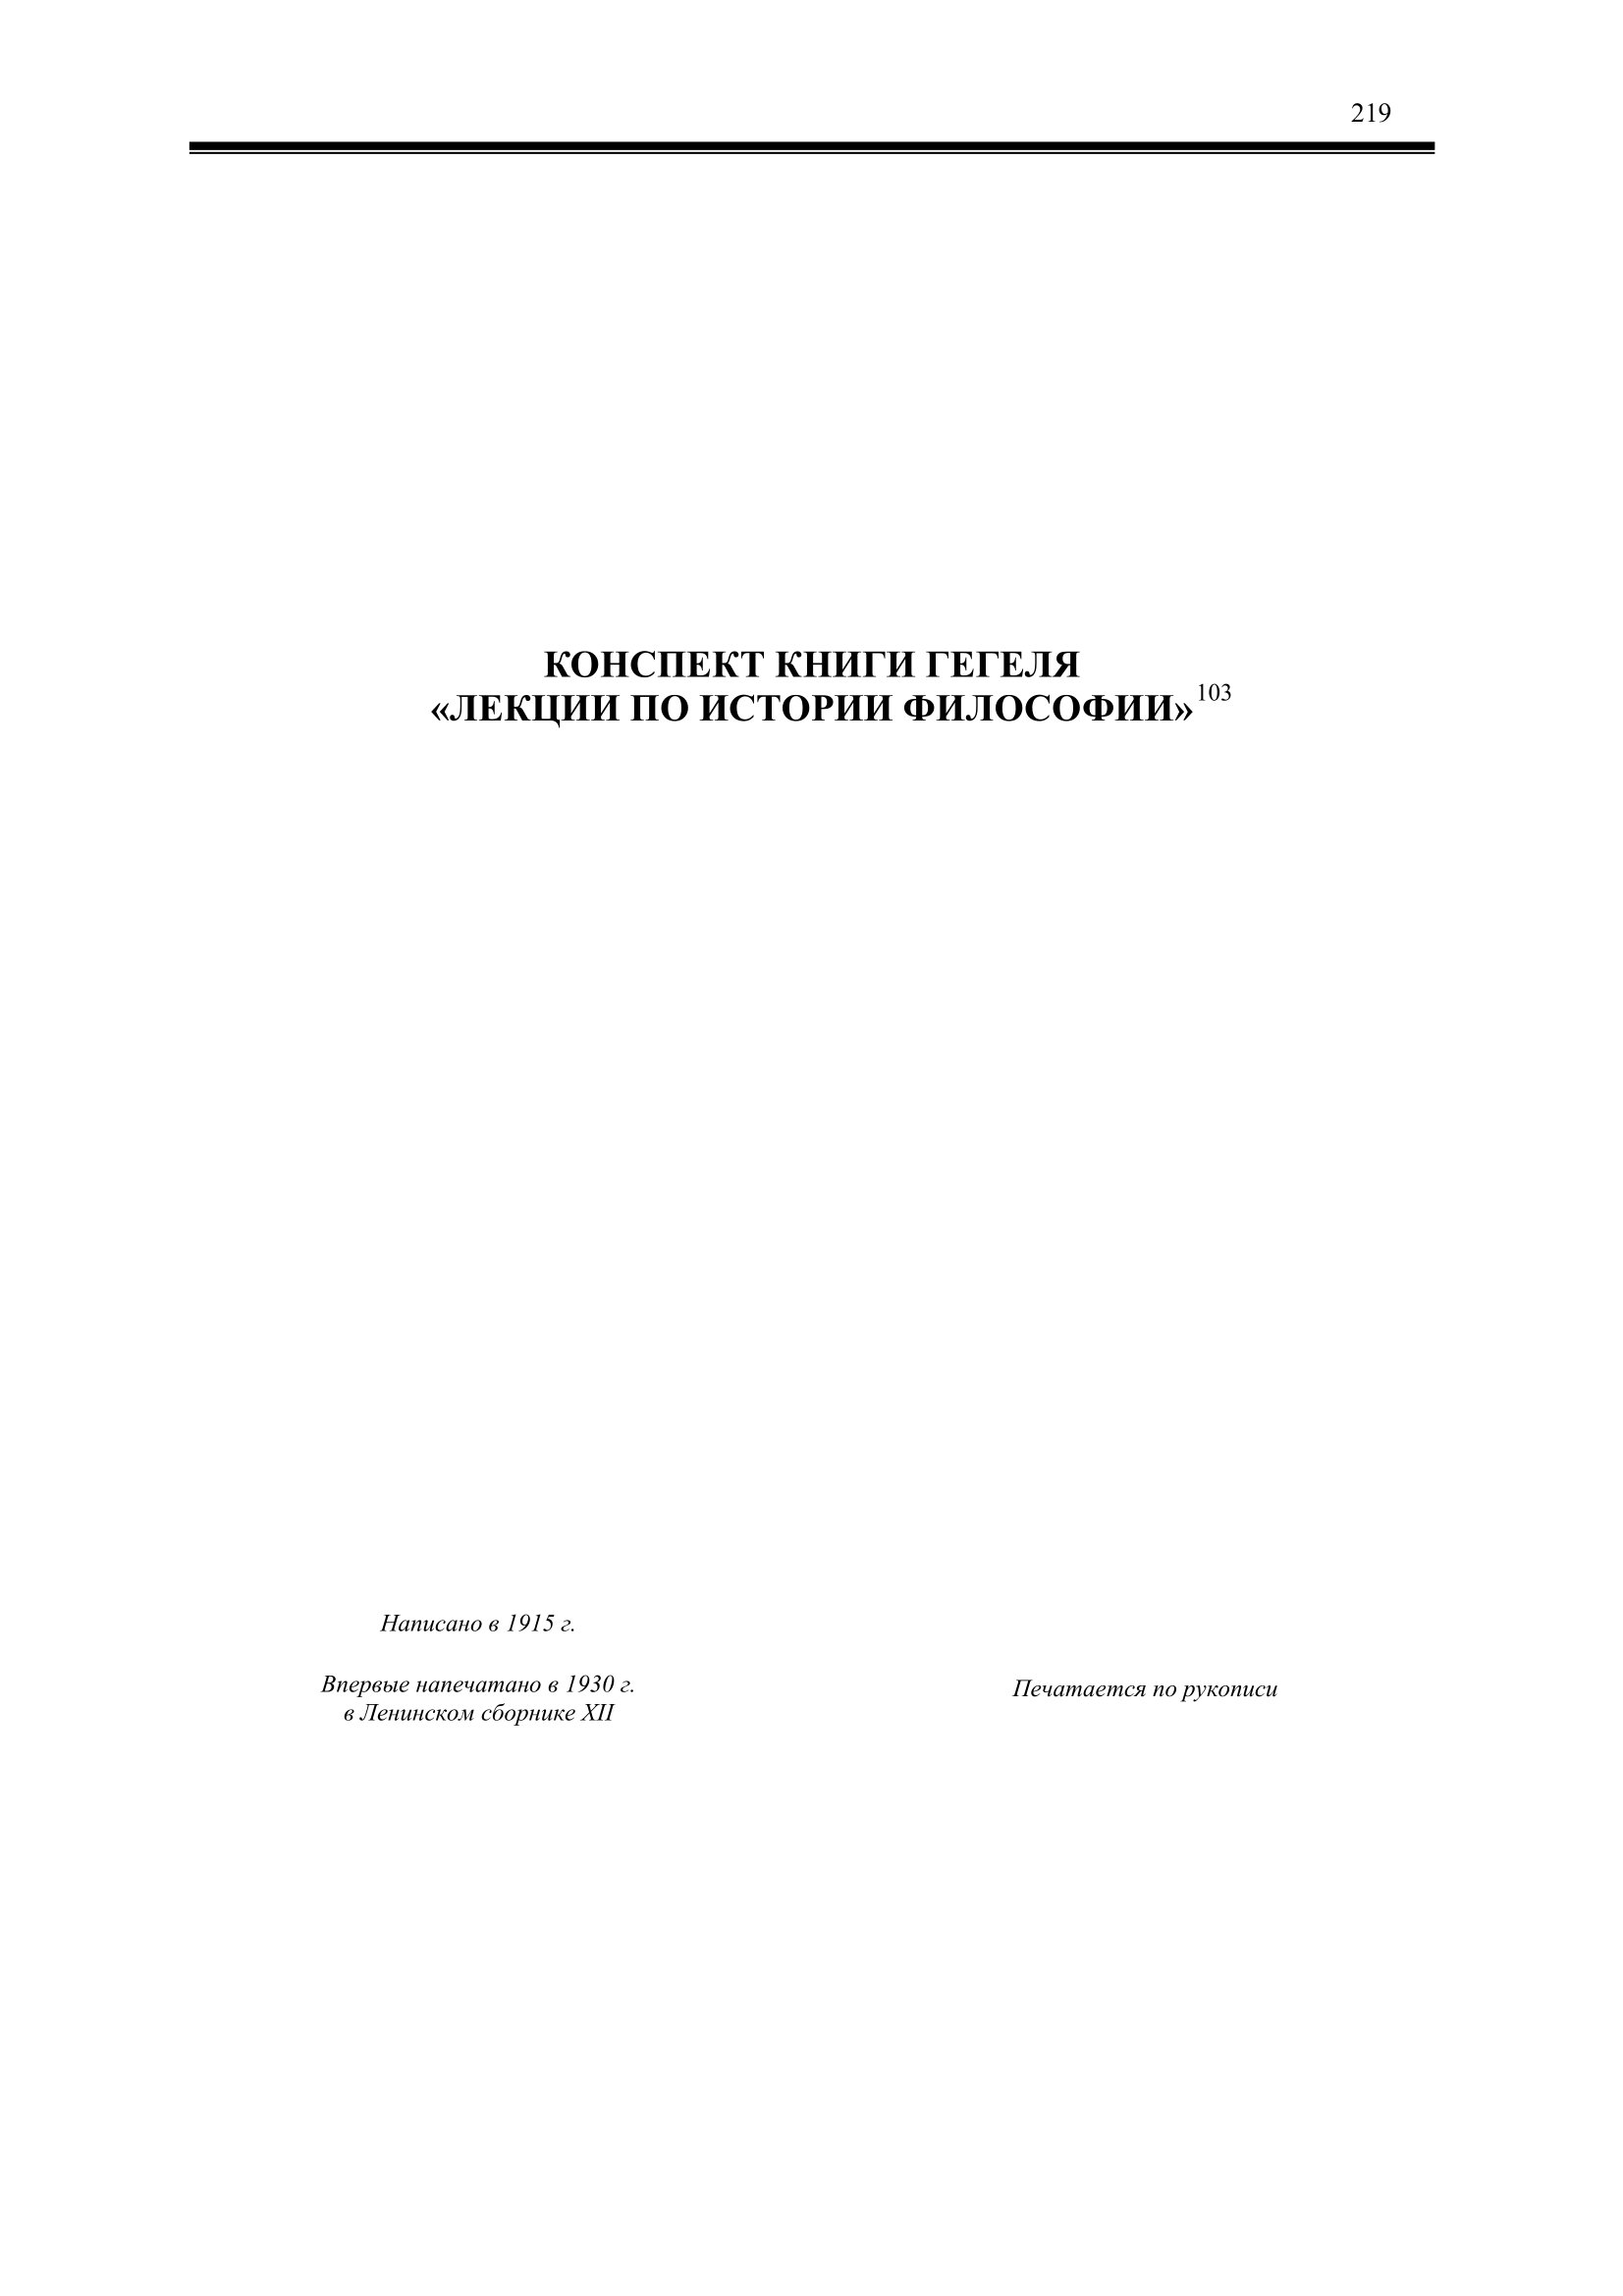 219
КОНСПЕКТ КНИГИ ГЕГЕЛЯ
«ЛЕКЦИИ ПО ИСТОРИИ ФИЛОСОФИИ»103
Написано в 1915 г.
Впервые напечатано в 1930 г.
в Ленинском сборнике XII
Печатается по рукописи